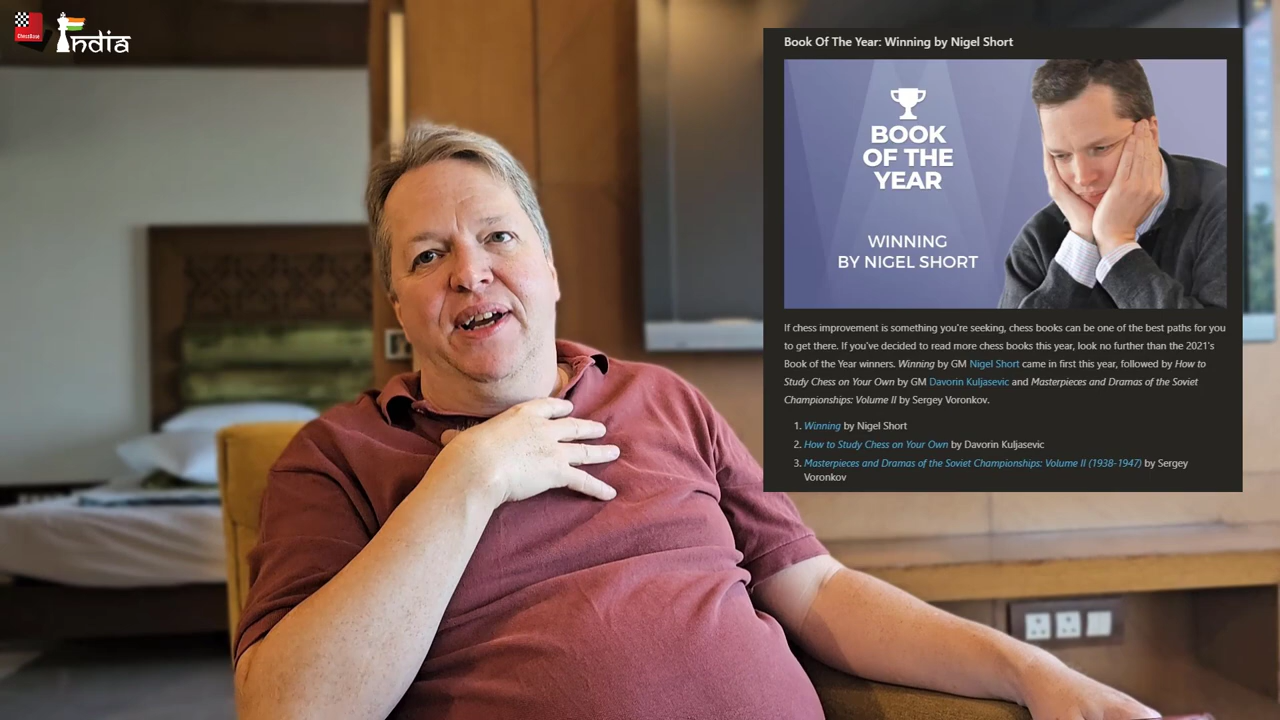 ChessBase
India
Book Of The Year: Winning by Nigel Short
BOOK
OF THE
YEAR
WINNING
BY NIGEL SHORT
If chess improvement is something you're seeking, chess books can be one of the best paths for you
to get there. If you've decided to read more chess books this year, look no further than the 2021's
Book of the Year winners. Winning by GM Nigel Short came in first this year, followed by How to
Study Chess on Your Own by GM Davorin Kuljasevic and Masterpieces and Dramas of the Soviet
Championships: Volume II by Sergey Voronkov.
1. Winning by Nigel Short
2. How to Study Chess on Your Own by Davorin Kuljasevic
3. Masterpieces and Dramas of the Soviet Championships: Volume II (1938-1947) by Sergey
Voronkov